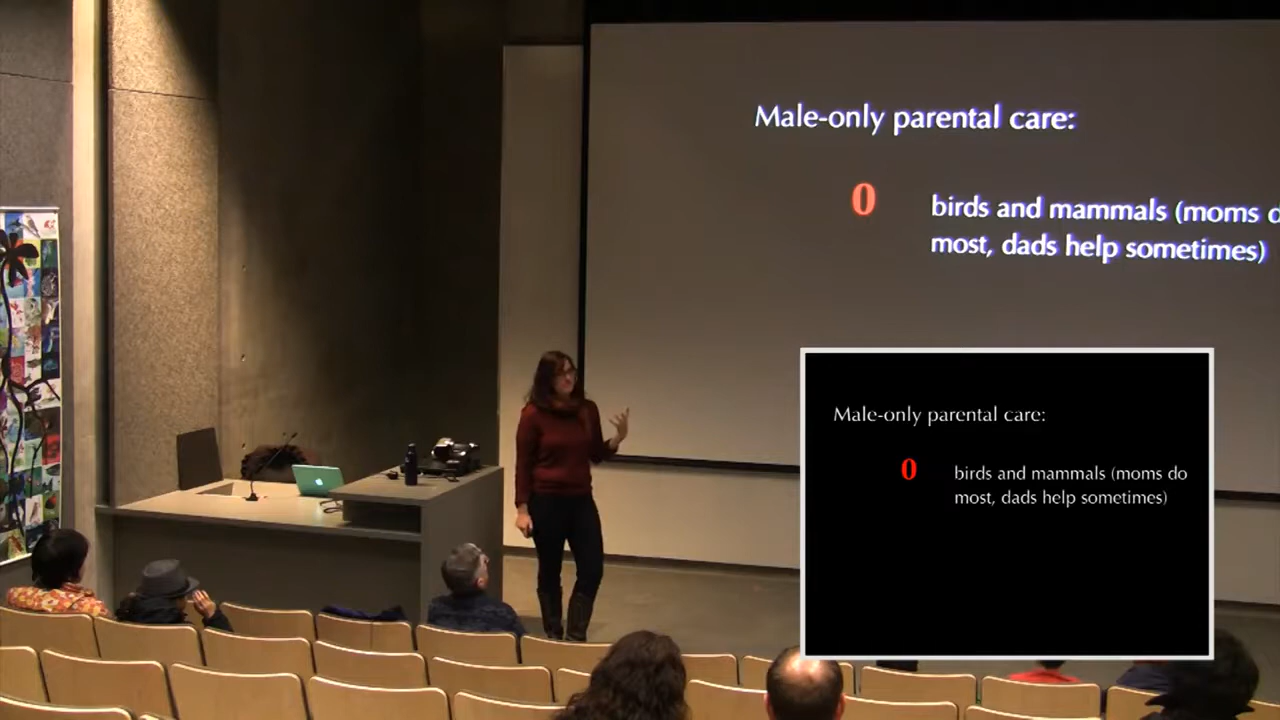 Male-only parental care:
0 birds and mammals (moms d
most, dads help sometimes)
Male-only parental care:
0 birds and mammals (moms do
most, dads help sometimes)